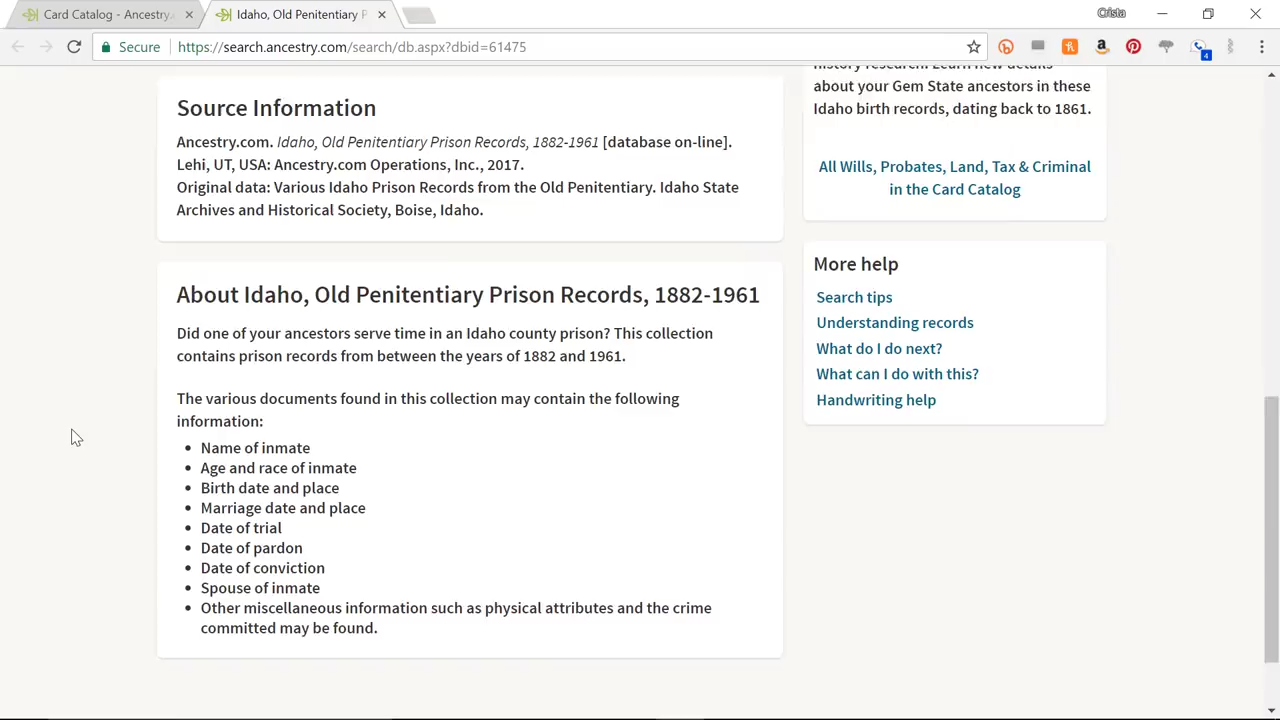 Card Catalog - Ancestry.
Idaho, Old Penitentiary P
Crista
Secure
https://search.ancestry.com/search/db.aspx?dbid=61475
4
Source Information
Ancestry.com. Idaho, Old Penitentiary Prison Records, 1882-1961 [database on-line].
Lehi, UT, USA: Ancestry.com Operations, Inc., 2017.
Original data: Various Idaho Prison Records from the Old Penitentiary. Idaho State
Archives and Historical Society, Boise, Idaho.
About Idaho, Old Penitentiary Prison Records, 1882-1961
Did one of your ancestors serve time in an Idaho county prison? This collection
contains prison records from between the years of 1882 and 1961.
The various documents found in this collection may contain the following
information:
• Name of inmate
• Age and race of inmate
• Birth date and place
• Marriage date and place
• Date of trial
• Date of pardon
• Date of conviction
• Spouse of inmate
• Other miscellaneous information such as physical attributes and the crime
committed may be found.
history research. Learn new details
about your Gem State ancestors in these
Idaho birth records, dating back to 1861.
All Wills, Probates, Land, Tax & Criminal
in the Card Catalog
More help
Search tips
Understanding records
What do I do next?
What can I do with this?
Handwriting help